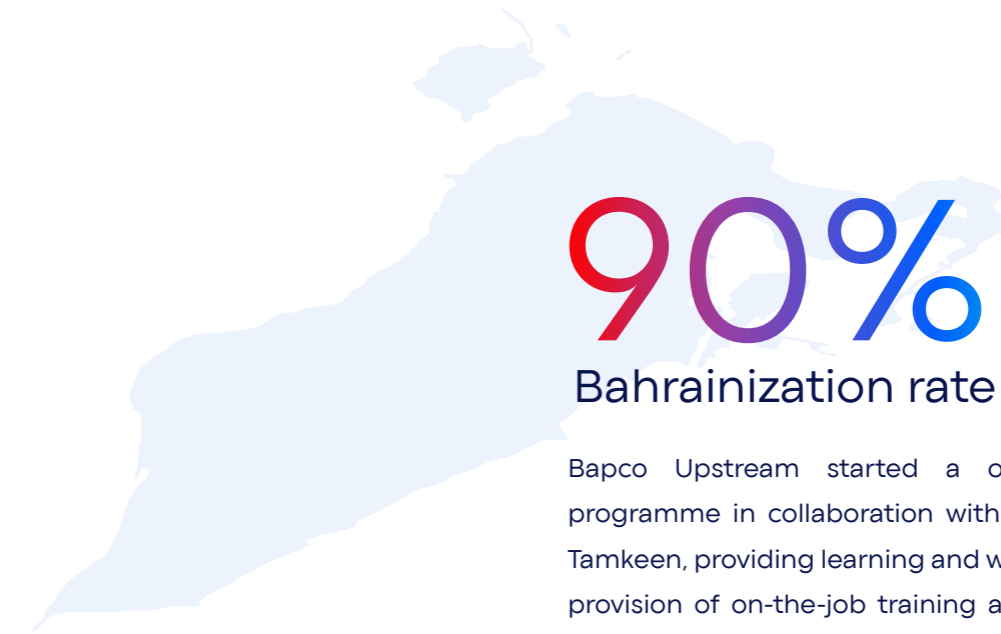 90%
Bahrainization rate
Bapco Upstream started a
programme in collaboration with
Tamkeen, providing learning and
provision of on-the-job training